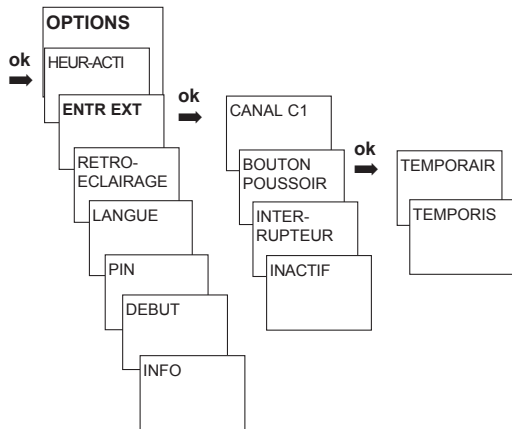 OPTIONS
ok
HEUR-ACTI
ENTR EXT
RETRO-
ECLAIRAGE
LANGUE
PIN
DEBUT
INFO
ok
CANAL C1
BOUTON
POUSSOIR
INTER-
RUPTEUR
INACTIF
ok
TEMPORAIR
TEMPORIS